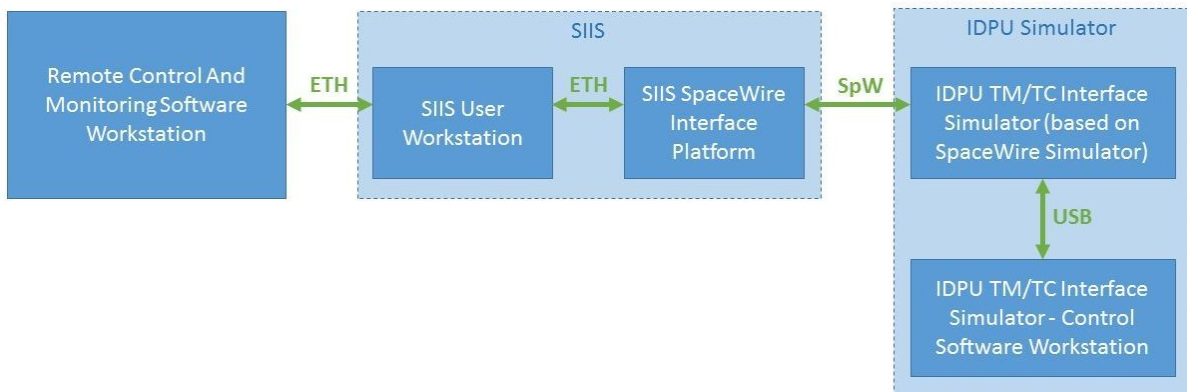 SIIS
IDPU Simulator
Remote Control And
Monitoring Software
Workstation
ETH
SIIS User
Workstation
ETH
SIIS SpaceWire
Interface
Platform
SpW
IDPU TM/TC Interface
Simulator (based on
SpaceWire Simulator)
USB
IDPU TM/TC Interface
Simulator - Control
Software Workstation